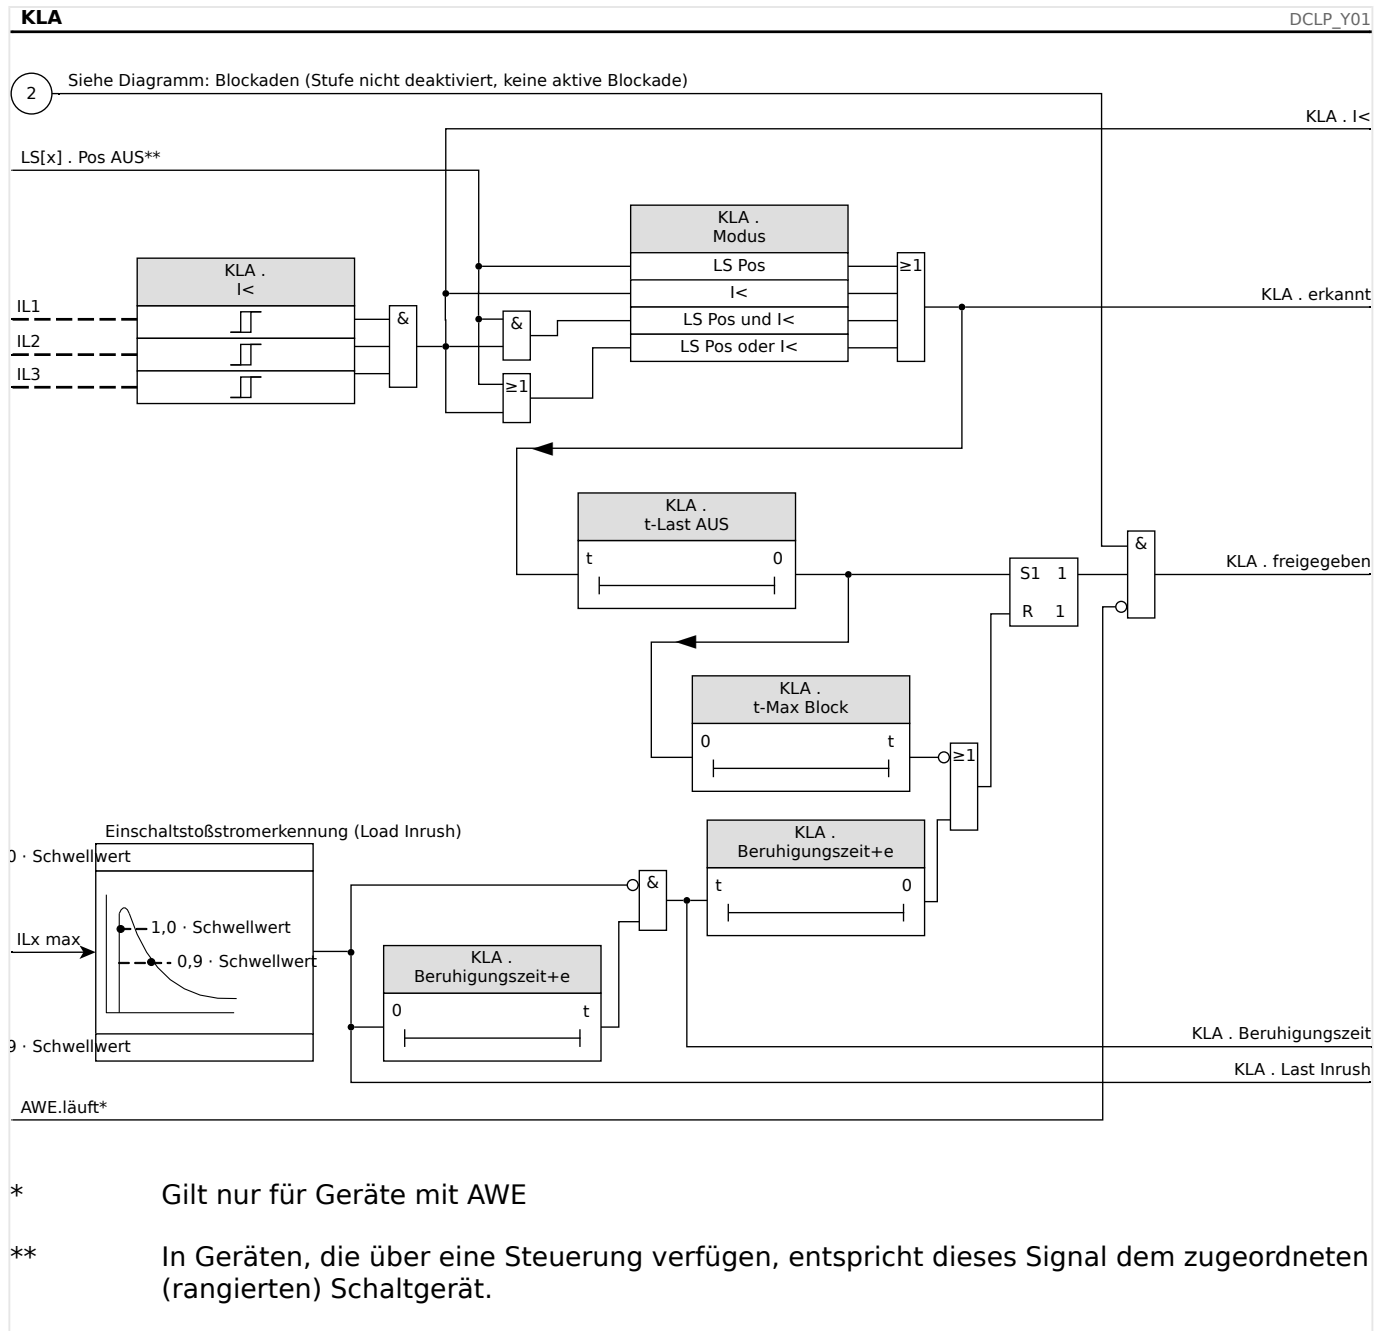 KLA
DCLP_Y01
2
Siehe Diagramm: Blockaden (Stufe nicht deaktiviert, keine aktive Blockade)
KLA . I<
LS[x] . Pos AUS**
KLA .
Modus
LS Pos
I<
LS Pos und I<
LS Pos oder I<
≥1
KLA .
I<
IL1
IL2
IL3
&
&
≥1
KLA . erkannt
KLA .
t-Last AUS
t 0
S1 1
R 1
&
KLA . freigegeben
KLA .
t-Max Block
0 t
≥1
Einschaltstoßstromerkennung (Load Inrush)
· Schwellwert
1,0 · Schwellwert
ILx max
0,9 · Schwellwert
· Schwellwert
&
KLA .
Beruhigungszeit+e
t 0
KLA .
Beruhigungszeit+e
0 t
KLA . Beruhigungszeit
KLA . Last Inrush
AWE.läuft*
* Gilt nur für Geräte mit AWE
** In Geräten, die über eine Steuerung verfügen, entspricht dieses Signal dem zugeordneten
(rangierten) Schaltgerät.